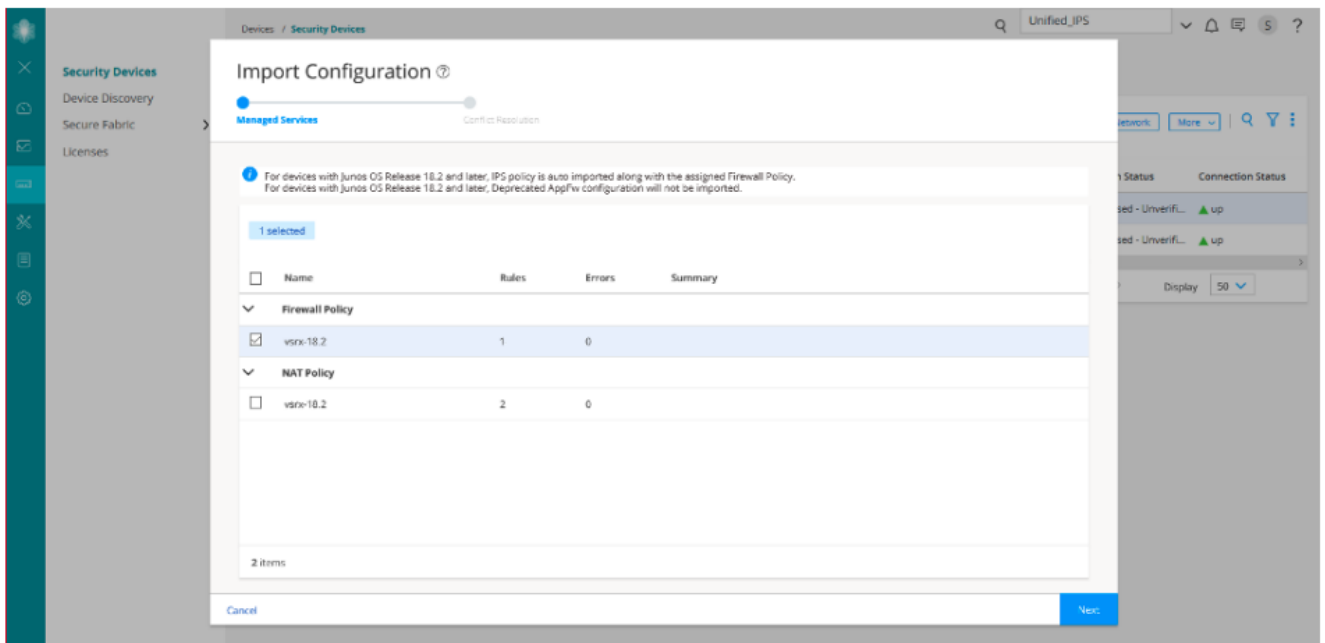 Devices / Security Devices
Unified_IPS
S ?
Security Devices
Device Discovery
Secure Fabric
Licenses
Import Configuration ?
Managed Services
Conflict Resolution
Network More
For devices with Junos OS Release 18.2 and later, IPS policy is auto imported along with the assigned Firewall Policy.
For devices with Junos OS Release 18.2 and later, Deprecated AppFw configuration will not be imported.
Status Connection Status
sed - Unverifi... up
sed - Unverifi... up
Display 50
1 selected
Name Rules Errors Summary
Firewall Policy
vsrx-18.2 1 0
NAT Policy
vsrx-18.2 2 0
2 items
Cancel
Next